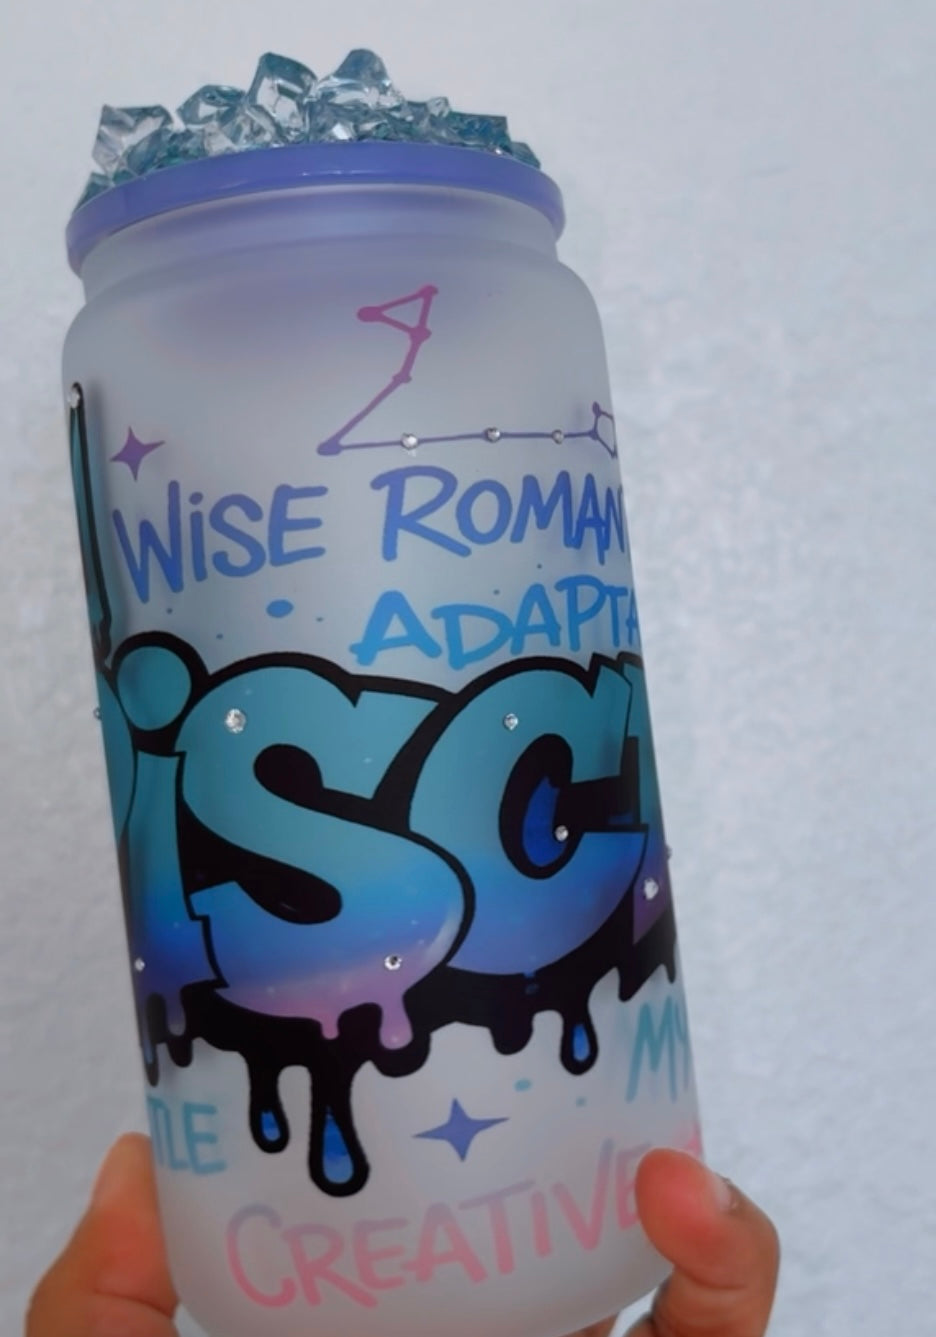 WiSE ROMAN
ADAPTA
iSC
MY
TLE
CREATIVE